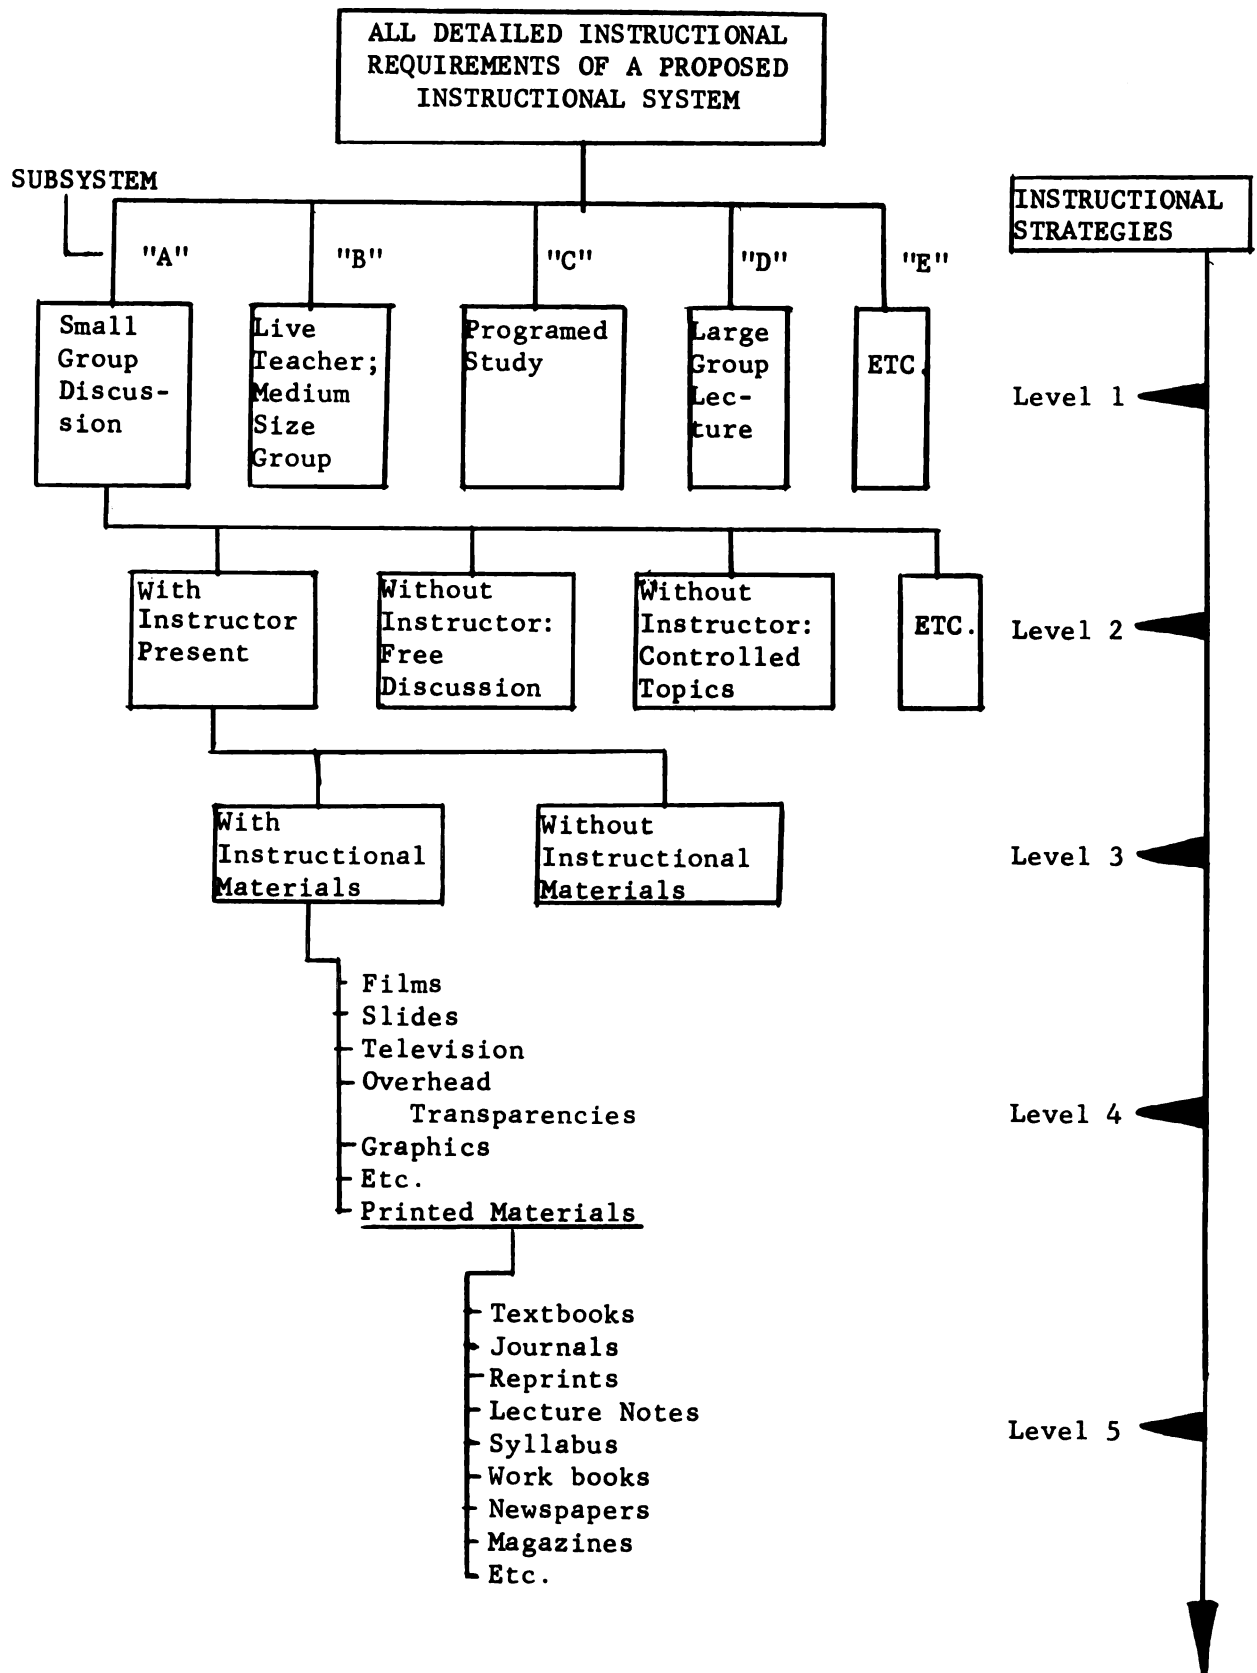 ALL DETAILED INSTRUCTIONAL
REQUIREMENTS OF A PROPOSED
INSTRUCTIONAL SYSTEM
SUBSYSTEM
"A"
"B"
"C"
"D"
"E"
INSTRUCTIONAL
STRATEGIES
Small
Group
Discus-
sion
Live
Teacher;
Medium
Size
Group
Programed
Study
Large
Group
Lec-
ture
ETC.
Level 1
With
Instructor
Present
Without
Instructor:
Free
Discussion
Without
Instructor:
Controlled
Topics
ETC.
Level 2
With
Instructional
Materials
Without
Instructional
Materials
Level 3
Films
Slides
Television
Overhead
Transparencies
Graphics
Etc.
Printed Materials
Level 4
Textbooks
Journals
Reprints
Lecture Notes
Syllabus
Work books
Newspapers
Magazines
Etc.
Level 5